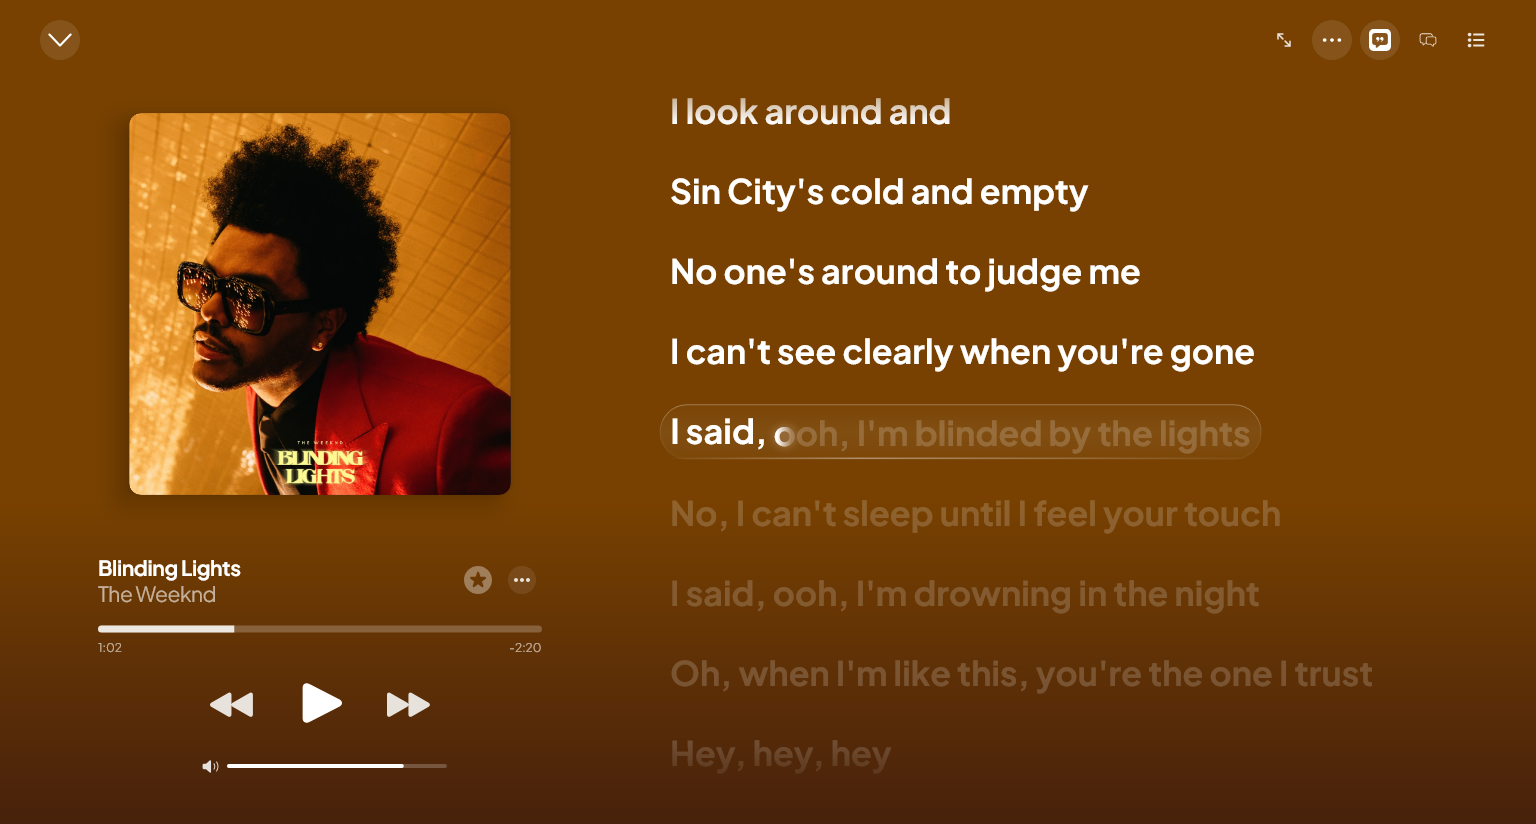 I look around and
Sin City's cold and empty
No one's around to judge me
I can't see clearly when you're gone
I said, ooh, I'm blinded by the lights
No, I can't sleep until I feel your touch
I said, ooh, I'm drowning in the night
Oh, when I'm like this, you're the one I trust
Hey, hey, hey
THE WEEKND
BLINDING
LIGHTS
Blinding Lights
The Weeknd
1:02
-2:20